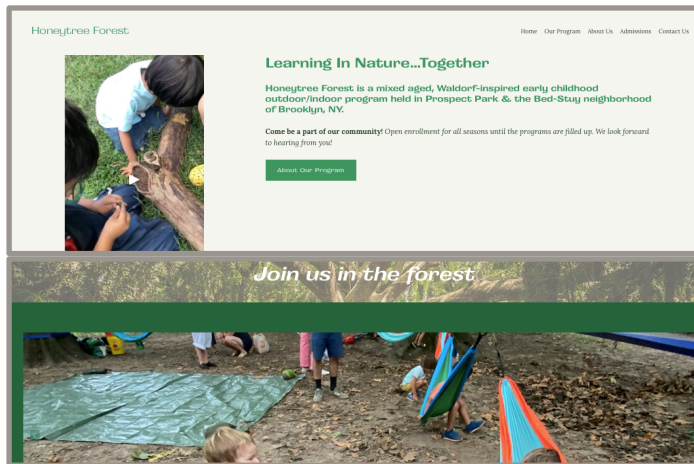 Honeytree Forest
Home Our Program About Us Admissions Contact Us
Learning In Nature...Together
Honeytree Forest is a mixed aged, Waldorf-inspired early childhood
outdoor/indoor program held in Prospect Park & the Bed-Stuy neighborhood
of Brooklyn, NY.
Come be a part of our community! Open enrollment for all seasons until the programs are filled up. We look forward
to hearing from you!
About Our Program
Join us in the forest